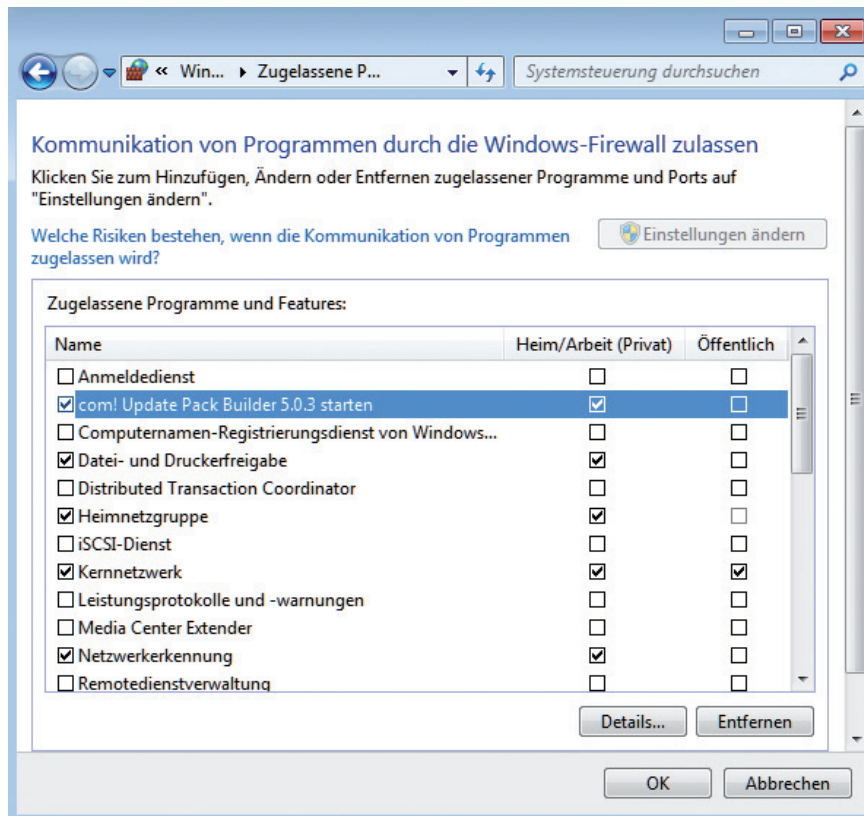 « Win... Zugelassene P... Systemsteuerung durchsuchen
Kommunikation von Programmen durch die Windows-Firewall zulassen
Klicken Sie zum Hinzufügen, Ändern oder Entfernen zugelassener Programme und Ports auf
"Einstellungen ändern".
Welche Risiken bestehen, wenn die Kommunikation von Programmen
zugelassen wird?
Einstellungen ändern
Zugelassene Programme und Features:
Name Heim/Arbeit (Privat) Öffentlich
Anmeldedienst
com! Update Pack Builder 5.0.3 starten
Computernamen-Registrierungsdienst von Windows...
Datei- und Druckerfreigabe
Distributed Transaction Coordinator
Heimnetzgruppe
iSCSI-Dienst
Kernnetzwerk
Leistungsprotokolle und -warnungen
Media Center Extender
Netzwerkerkennung
Remotedienstverwaltung
Details... Entfernen
OK Abbrechen